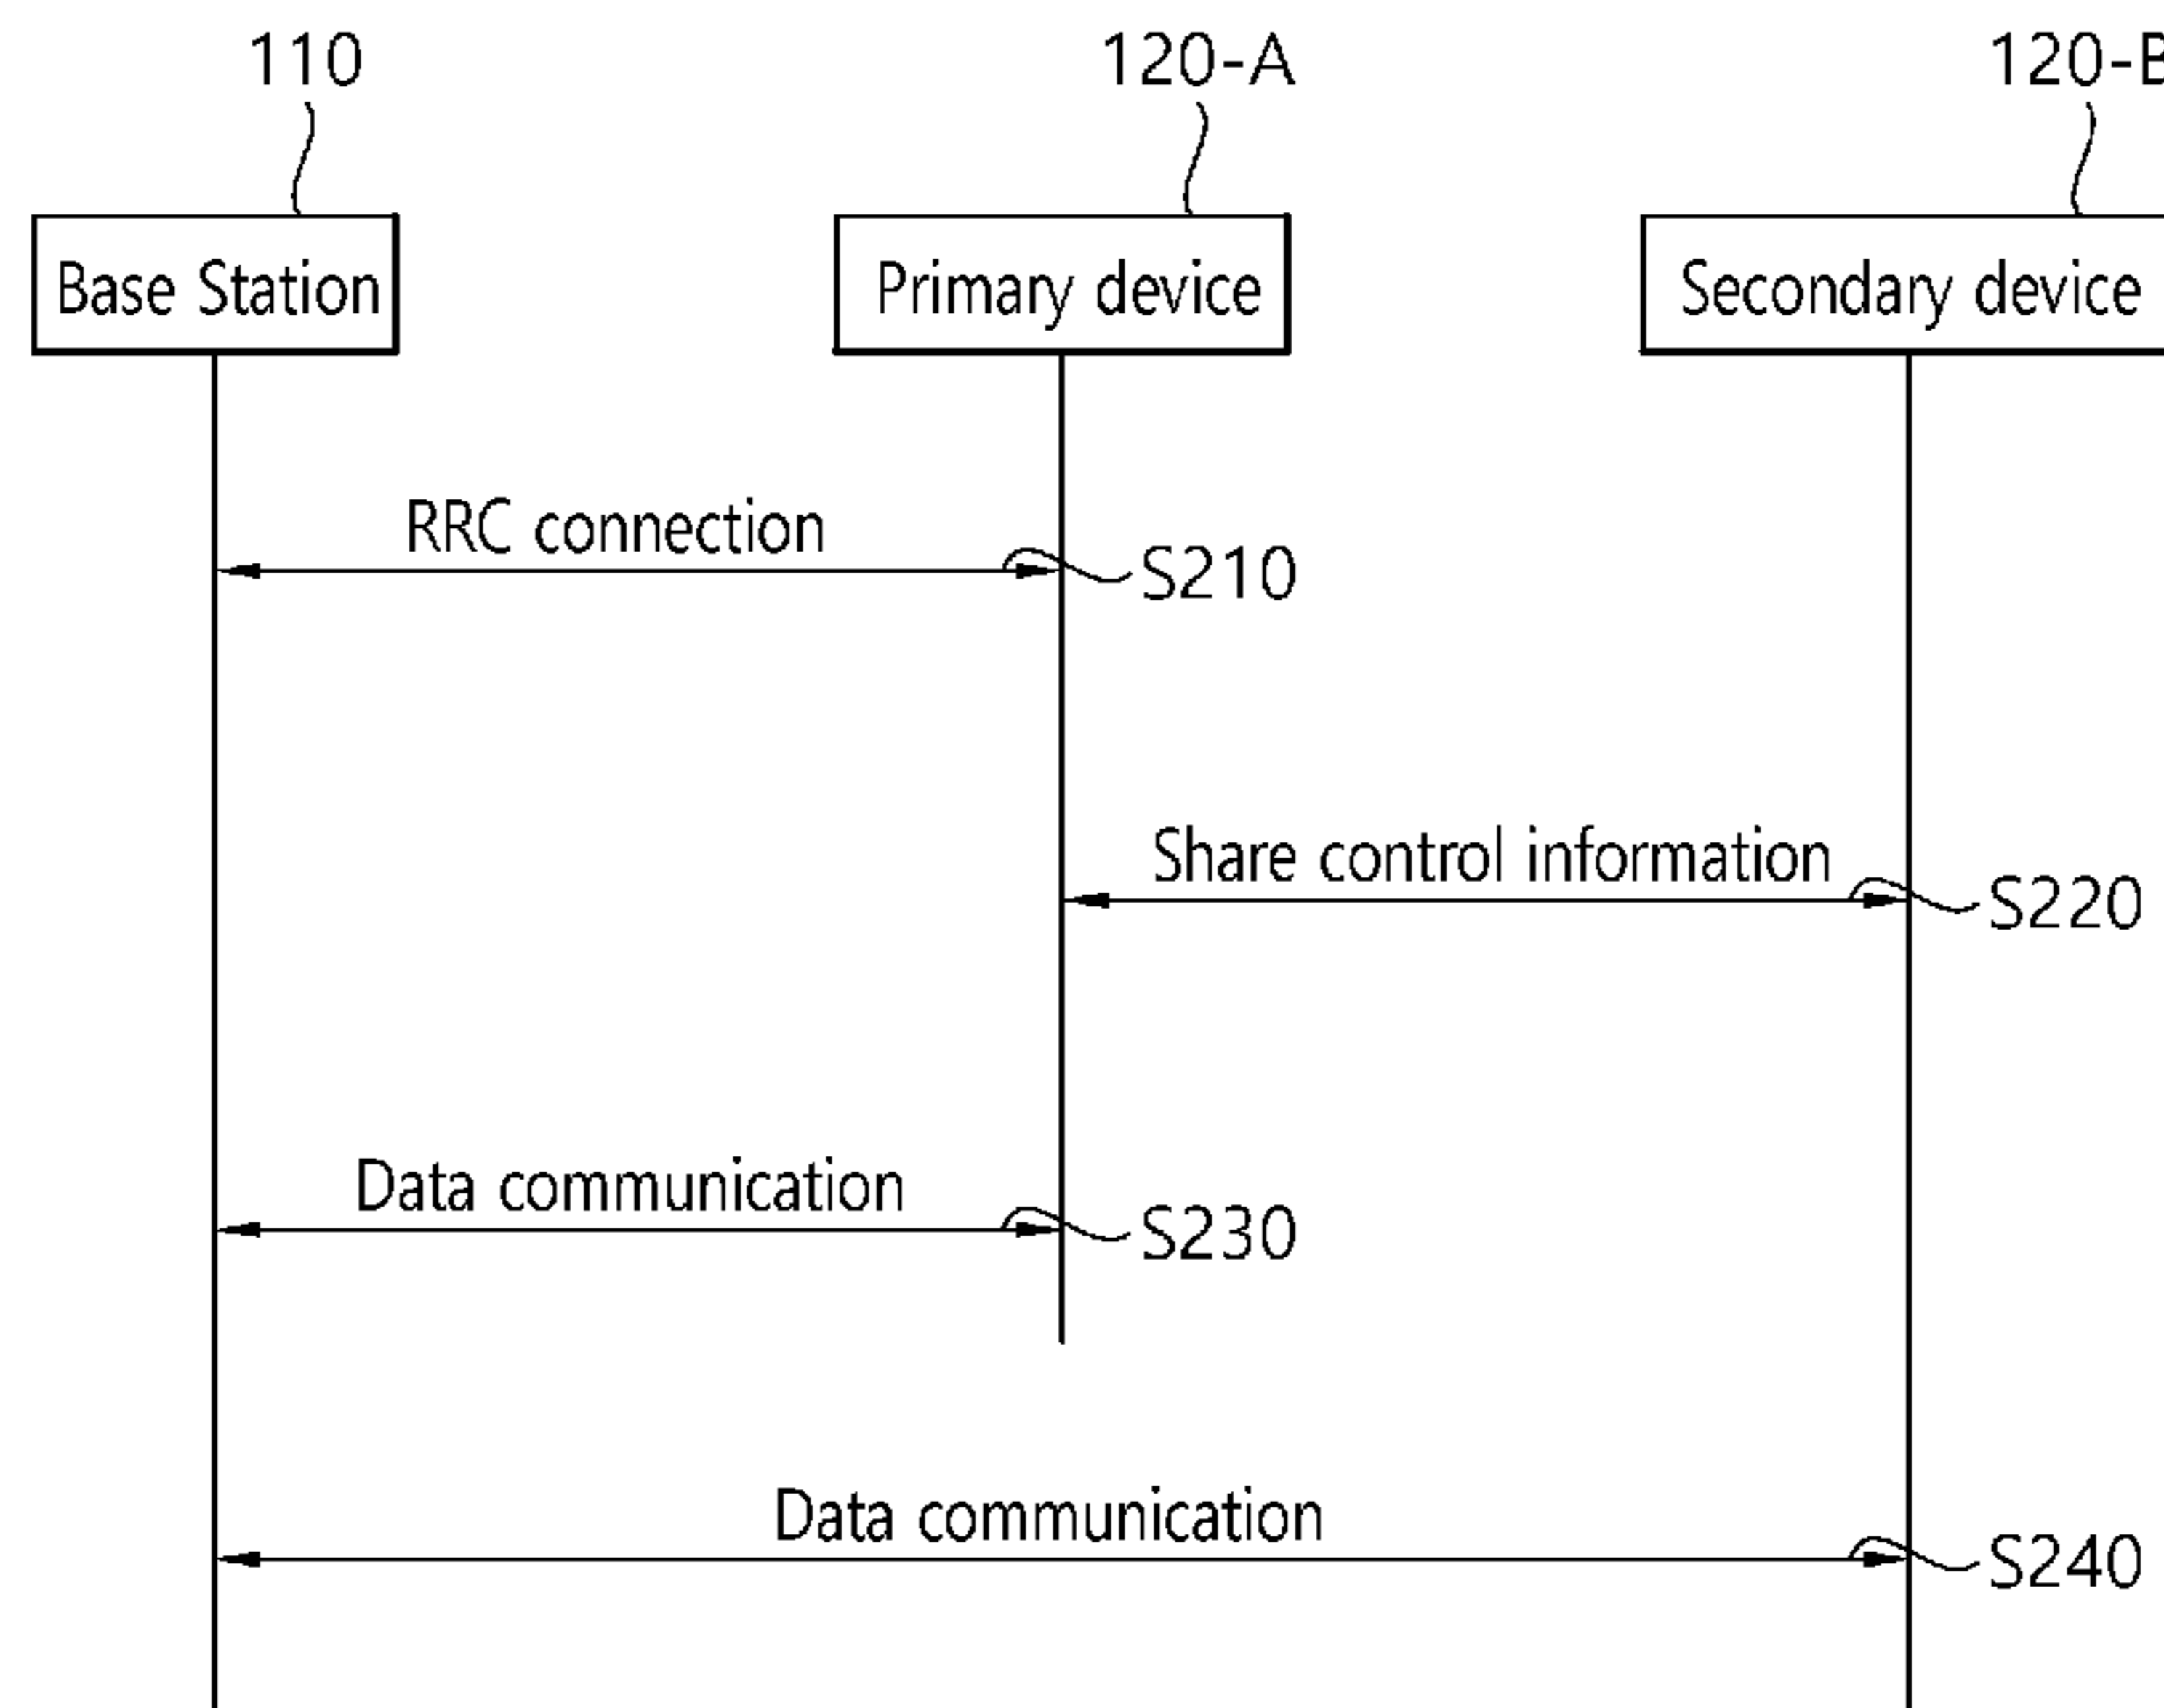 110
120-A
120-B
Base Station
Primary device
Secondary device
RRC connection
S210
Share control information
S220
Data communication
S230
Data communication
S240